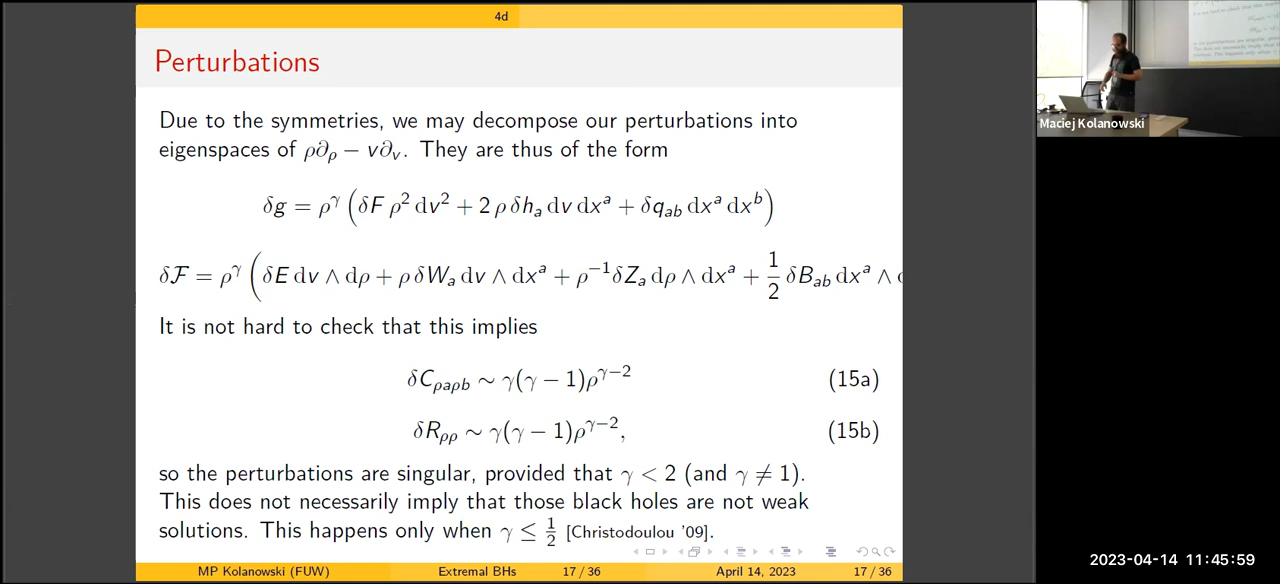 4d
Perturbations
Due to the symmetries, we may decompose our perturbations into
eigenspaces of ρ∂ρ − v∂v. They are thus of the form
δg = ρ^γ (δF ρ² dv² + 2 ρ δh_a dv dx^a + δq_ab dx^a dx^b)
δℱ = ρ^γ (δE dv ∧ dρ + ρ δW_a dv ∧ dx^a + ρ^−1 δZ_a dρ ∧ dx^a + 1/2 δB_ab dx^a ∧
It is not hard to check that this implies
δC_ρaρb ∼ γ(γ − 1)ρ^γ−2 (15a)
δR_ρρ ∼ γ(γ − 1)ρ^γ−2, (15b)
so the perturbations are singular, provided that γ < 2 (and γ ≠ 1).
This does not necessarily imply that those black holes are not weak
solutions. This happens only when γ ≤ 1/2 [Christodoulou '09].
MP Kolanowski (FUW) Extremal BHs 17 / 36 April 14, 2023 17 / 36
Maciej Kolanowski
2023-04-14 11:45:59